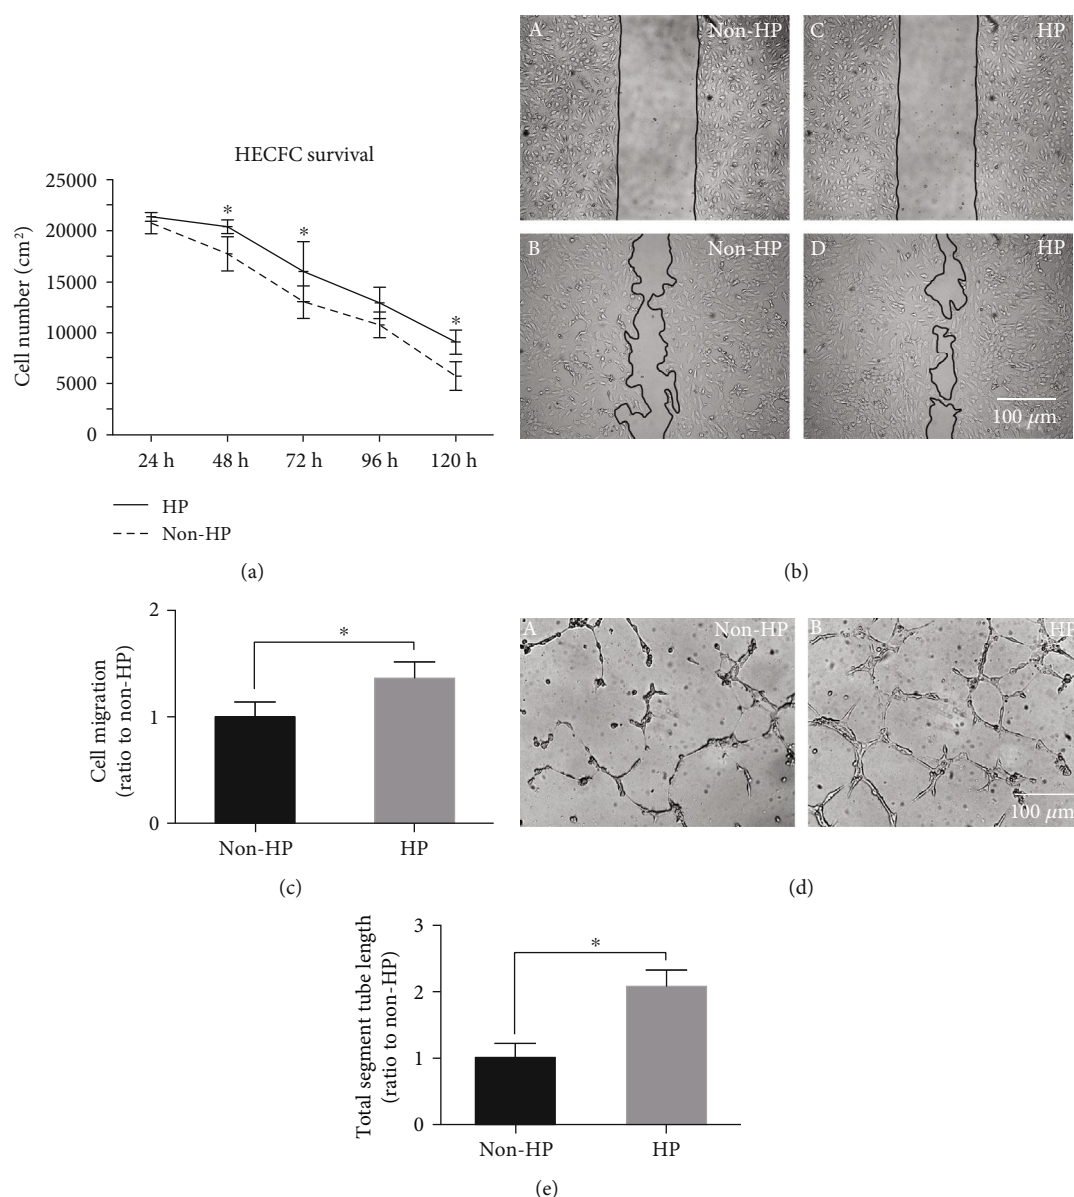 HECFC survival
Cell number (cm²)
25000
20000
15000
10000
5000
0
*
*
*
24 h
48 h
72 h
96 h
120 h
HP
Non-HP
(a)
A
Non-HP
C
HP
B
Non-HP
D
HP
100 μm
(b)
Cell migration
(ratio to non-HP)
2
1
0
*
Non-HP
HP
(c)
A
Non-HP
B
HP
100 μm
(d)
Total segment tube length
(ratio to non-HP)
3
2
1
0
*
Non-HP
HP
(e)